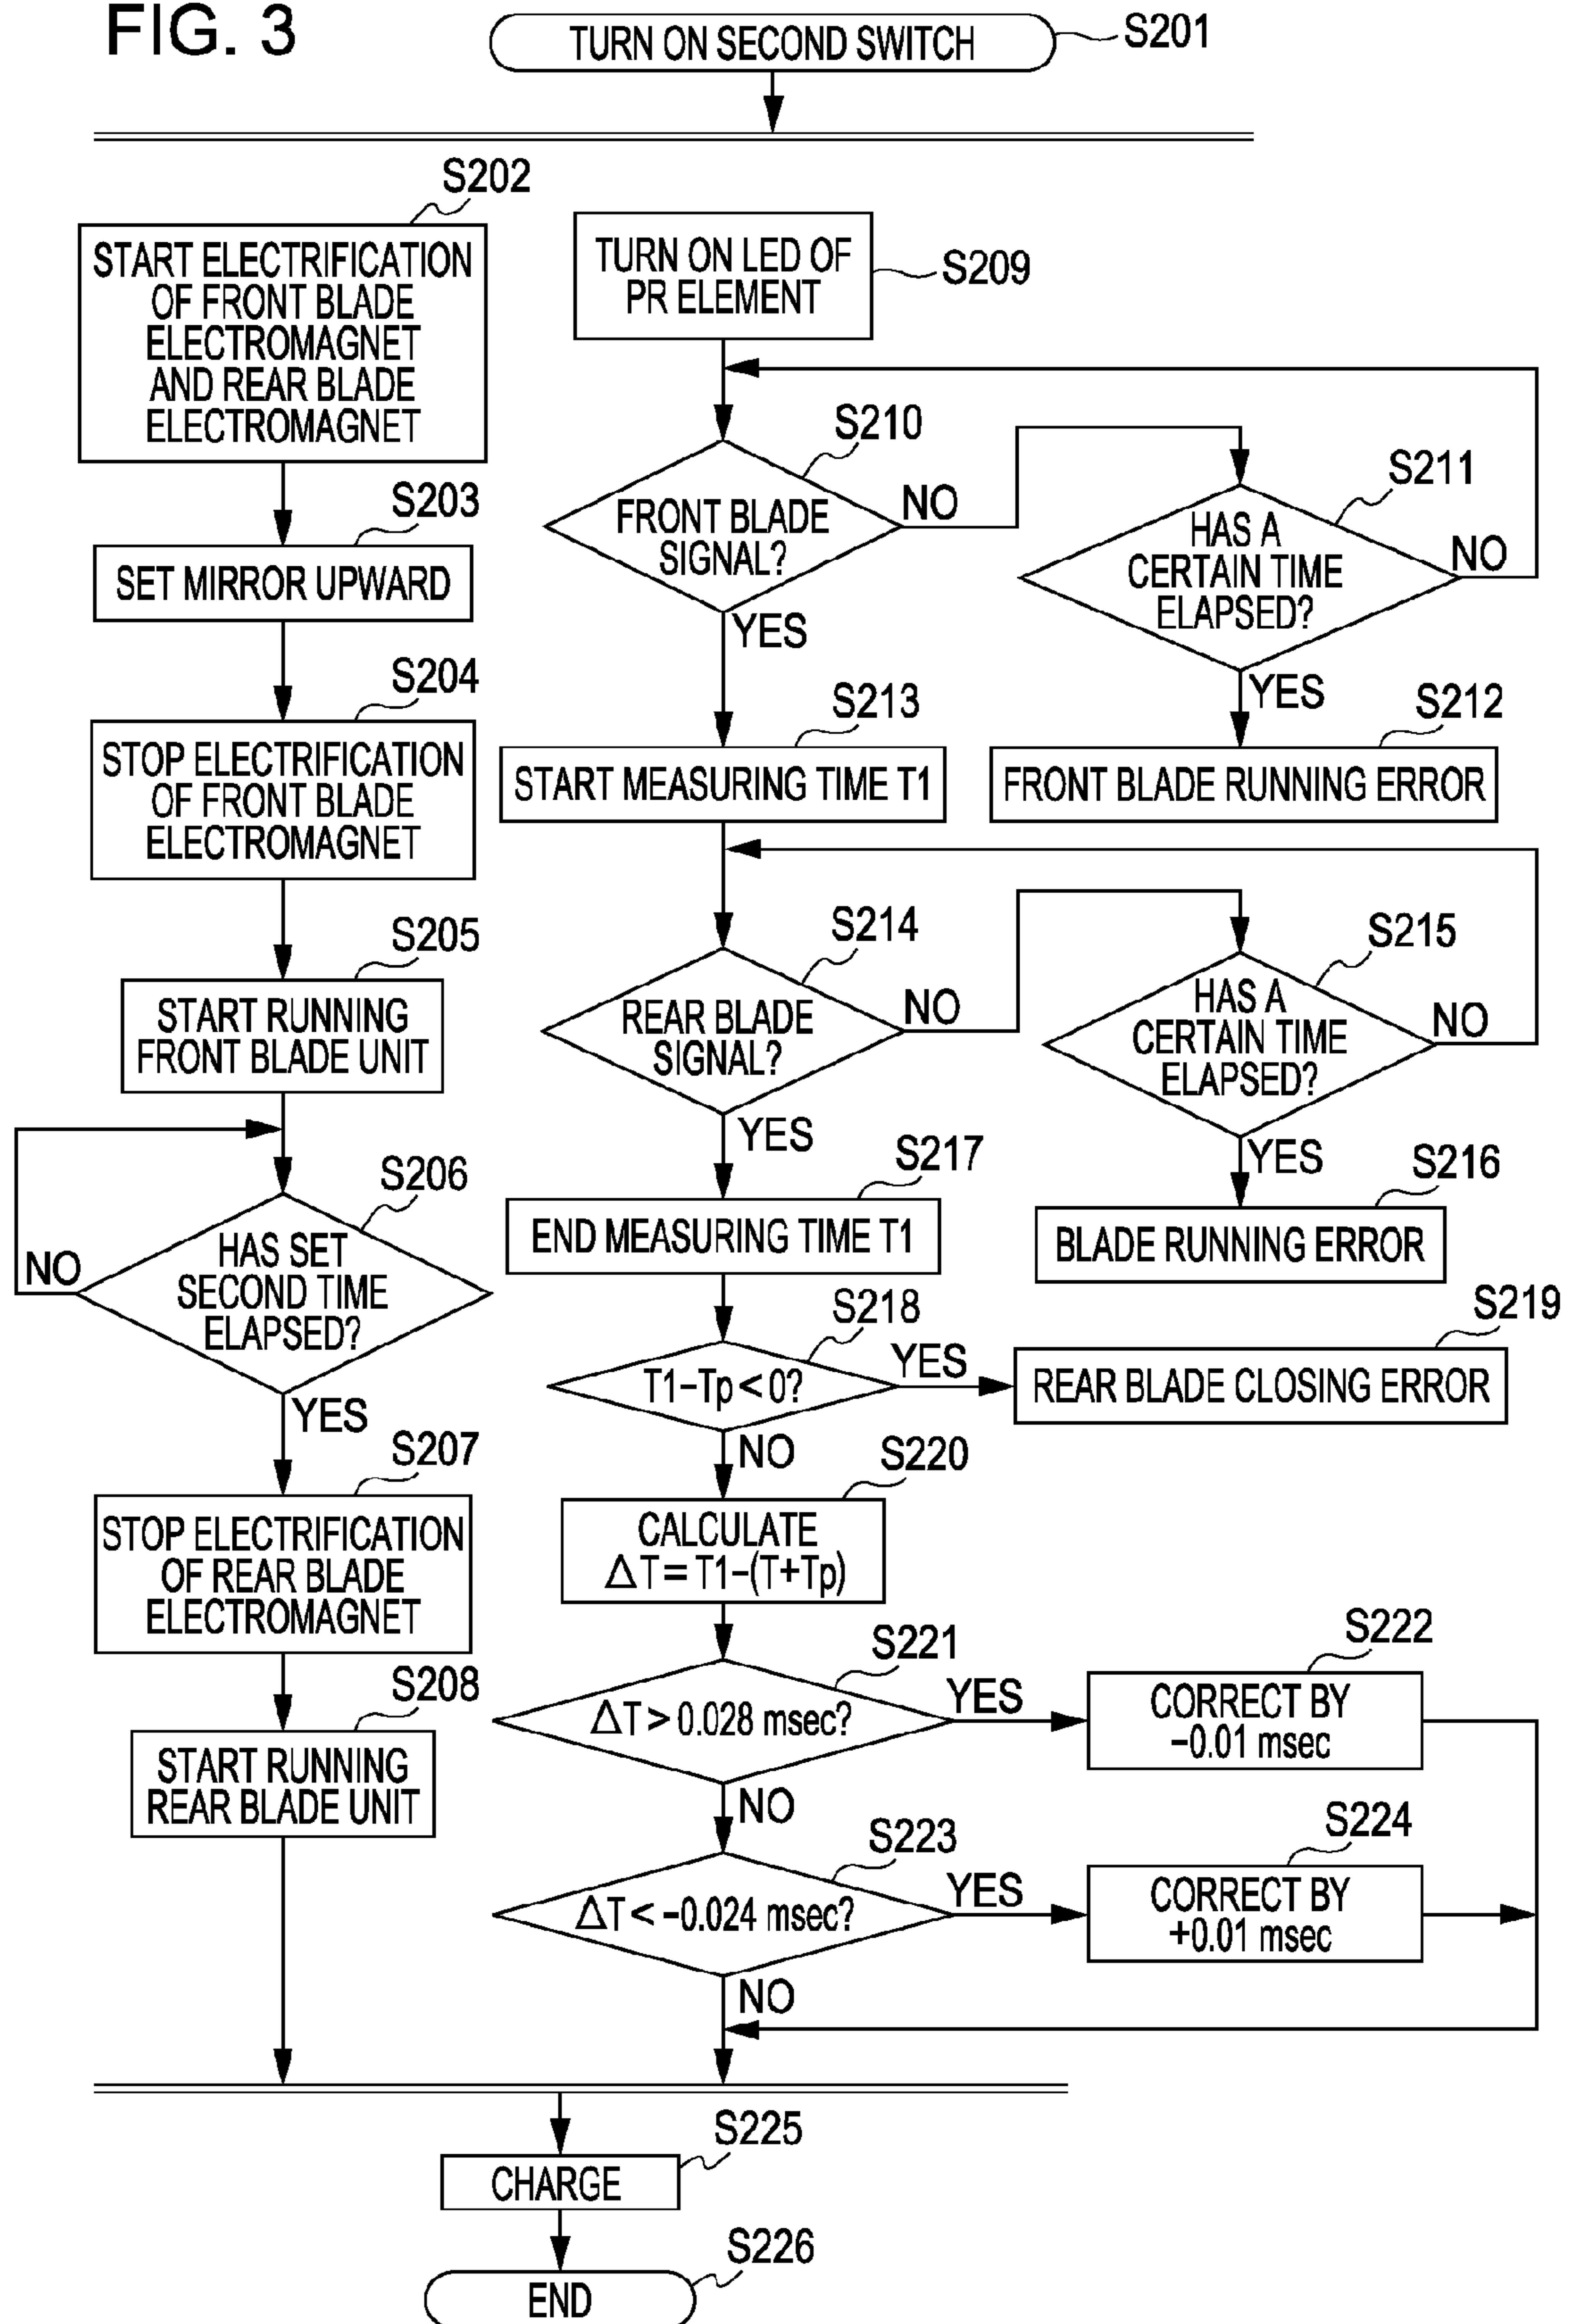 FIG. 3
TURN ON SECOND SWITCH
S201
S202
START ELECTRIFICATION
OF FRONT BLADE
ELECTROMAGNET
AND REAR BLADE
ELECTROMAGNET
S203
SET MIRROR UPWARD
S204
STOP ELECTRIFICATION
OF FRONT BLADE
ELECTROMAGNET
S205
START RUNNING
FRONT BLADE UNIT
S206
HAS SET
SECOND TIME
ELAPSED?
NO
YES
S207
STOP ELECTRIFICATION
OF REAR BLADE
ELECTROMAGNET
S208
START RUNNING
REAR BLADE UNIT
TURN ON LED OF
PR ELEMENT
S209
S210
FRONT BLADE
SIGNAL?
NO
YES
S211
HAS A
CERTAIN TIME
ELAPSED?
NO
YES
S212
FRONT BLADE RUNNING ERROR
S213
START MEASURING TIME T1
S214
REAR BLADE
SIGNAL?
NO
YES
S215
HAS A
CERTAIN TIME
ELAPSED?
NO
YES
S216
BLADE RUNNING ERROR
S217
END MEASURING TIME T1
S218
T1−Tp < 0?
YES
NO
S219
REAR BLADE CLOSING ERROR
S220
CALCULATE
ΔT = T1−(T+Tp)
S221
ΔT > 0.028 msec?
YES
NO
S222
CORRECT BY
−0.01 msec
S223
ΔT < −0.024 msec?
YES
NO
S224
CORRECT BY
+0.01 msec
S225
CHARGE
S226
END